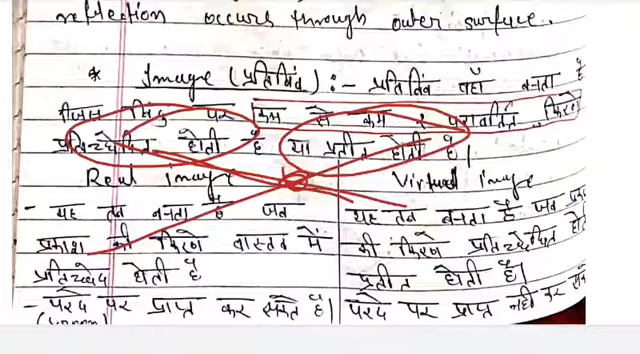 reflection occurs through outer surface.
* Image (प्रतिबिंब) :- प्रतिबिंब वहाँ बनता है
जिस बिंदु पर कम से कम 2 परावर्तित किरणे
प्रतिच्छेदित होती है या प्रतीत होती है।
Real image Virtual image
- यह तब बनता है जब यह तब बनता है जब
प्रकाश की किरणे वास्तव में की किरणे प्रतिच्छेदित
प्रतिच्छेद होती है प्रतीत होती है।
- परदे पर प्राप्त कर सकते है। परदे पर प्राप्त नहीं कर